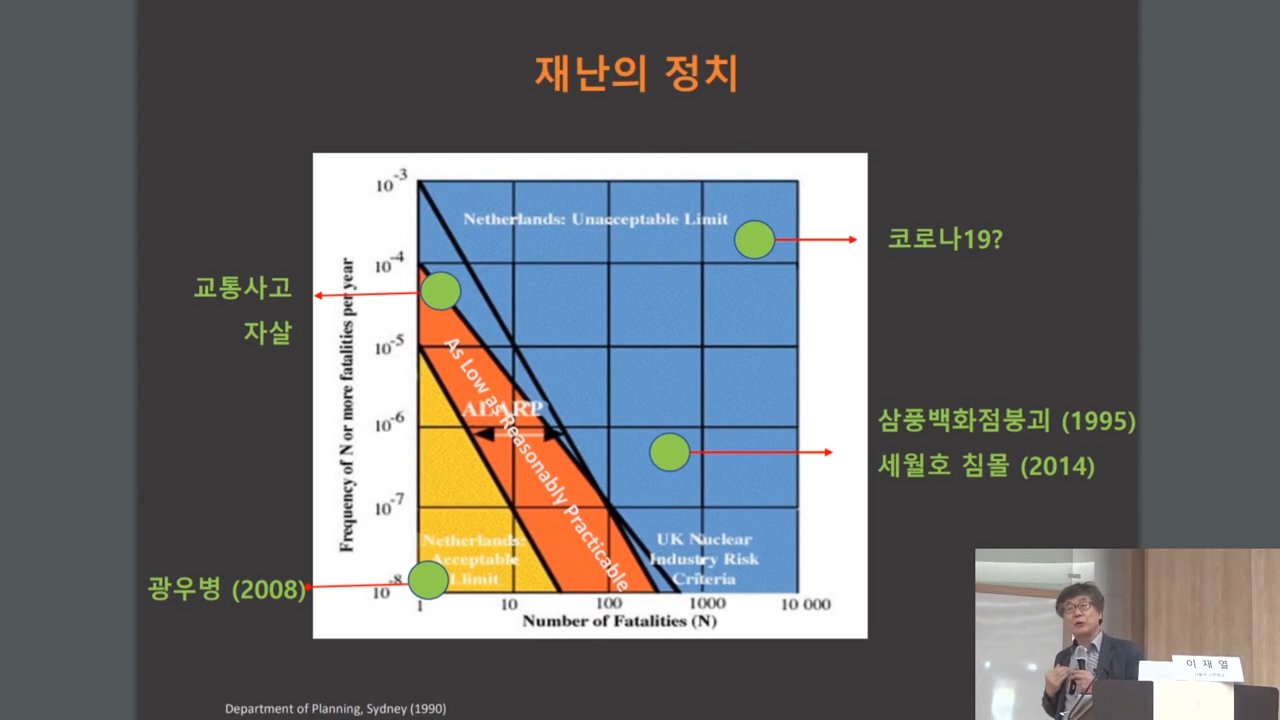 재난의 정치
10-3
Netherlands: Unacceptable Limit
코로나19?
10-4
교통사고
자살
10-5
As Low as Reasonably Practicable
ALARP
10-6
삼풍백화점붕괴 (1995)
세월호 침몰 (2014)
10-7
Frequency of N or more fatalities per year
Netherlands:
Acceptable
Llimit
UK Nuclear
Industry Risk
Criteria
광우병 (2008)
10-8
1 10 100 1000 10 000
Number of Fatalities (N)
이 재 열
Department of Planning, Sydney (1990)